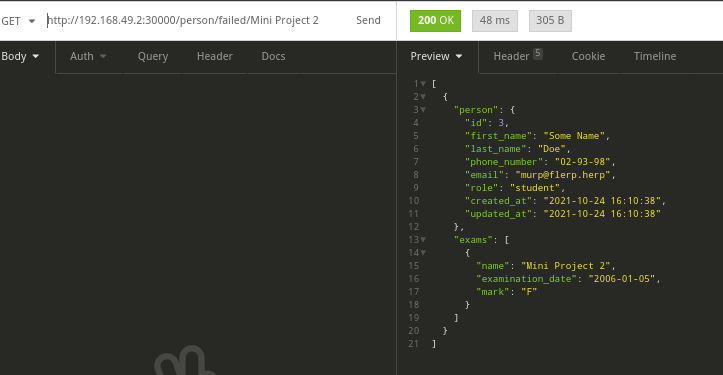 GET http://192.168.49.2:30000/person/failed/Mini Project 2 Send 200 OK 48 ms 305 B
Body Auth Query Header Docs Preview Header 5 Cookie Timeline
1 [
2 {
3 "person": {
4 "id": 3,
5 "first_name": "Some Name",
6 "last_name": "Doe",
7 "phone_number": "02-93-98",
8 "email": "murp@flerp.herp",
9 "role": "student",
10 "created_at": "2021-10-24 16:10:38",
11 "updated_at": "2021-10-24 16:10:38"
12 },
13 "exams": [
14 {
15 "name": "Mini Project 2",
16 "examination_date": "2006-01-05",
17 "mark": "F"
18 }
19 ]
20 }
21 ]